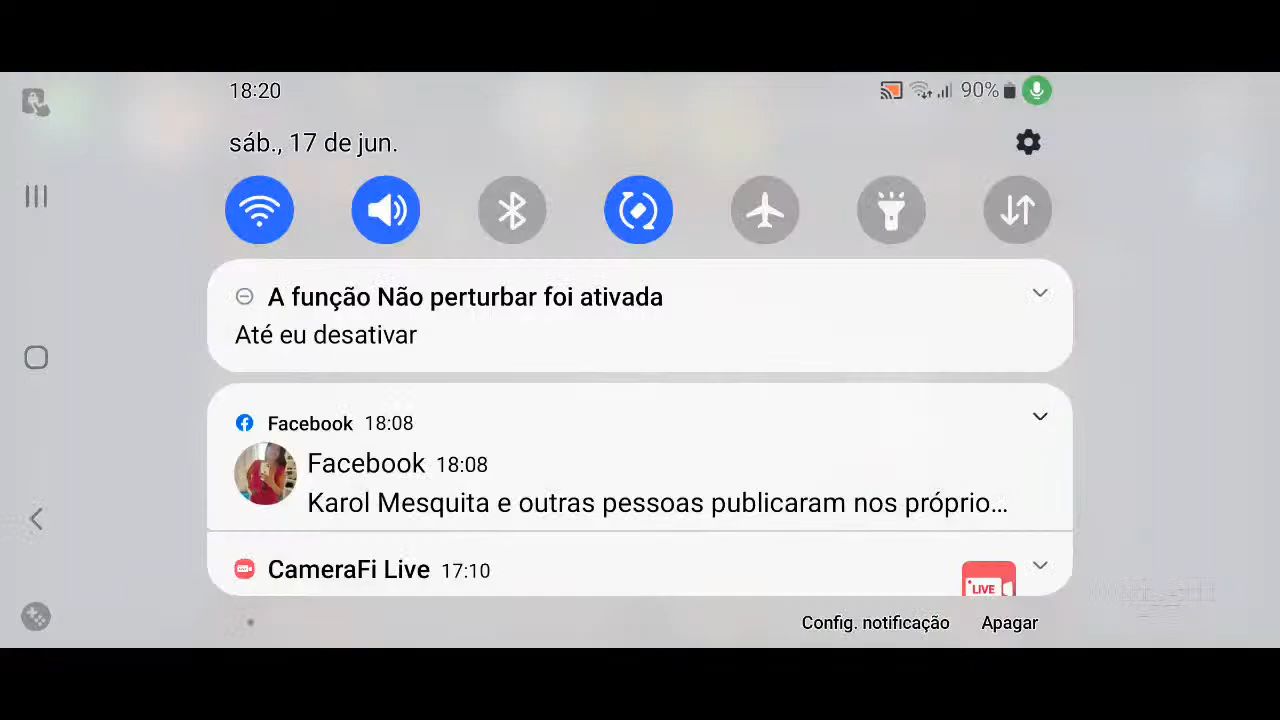 18:20
90%
sáb., 17 de jun.
A função Não perturbar foi ativada
Até eu desativar
Facebook 18:08
Facebook 18:08
Karol Mesquita e outras pessoas publicaram nos próprio...
CameraFi Live 17:10
LIVE
Config. notificação Apagar